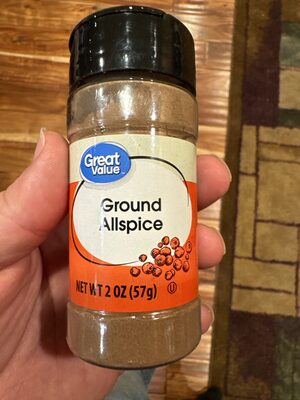 Great
Value
Ground
Allspice
NET WT 2 OZ (57g)
U